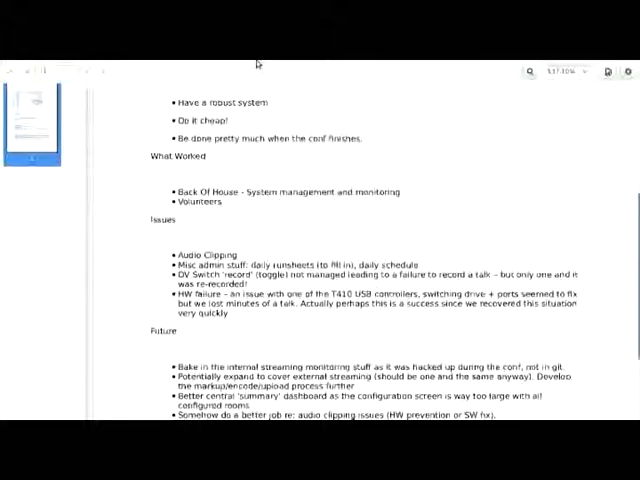 • Have a robust system
• Do it cheap!
• Be done pretty much when the conf finishes.
What Worked
• Back Of House - System management and monitoring
• Volunteers
Issues
• Audio Clipping
• Misc admin stuff: daily runsheets (to fill in), daily schedule
• DV Switch 'record' (toggle) not managed leading to a failure to record a talk – but only one and it
was re-recorded!
• HW failure – an issue with one of the T410 USB controllers, switching drive + ports seemed to fix
but we lost minutes of a talk. Actually perhaps this is a success since we recovered this situation
very quickly
Future
• Bake in the internal streaming monitoring stuff as it was hacked up during the conf, not in git.
• Potentially expand to cover external streaming (should be one and the same anyway). Develop
the markup/encode/upload process further
• Better central 'summary' dashboard as the configuration screen is way too large with all
configured rooms
• Somehow do a better job re: audio clipping issues (HW prevention or SW fix).